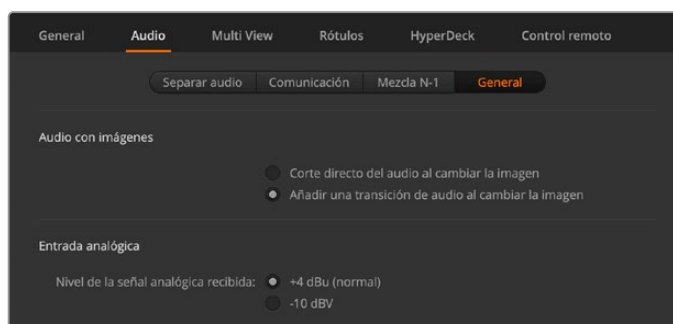 General Audio Multi View Rótulos HyperDeck Control remoto
Separar audio Comunicación Mezcla N-1 General
Audio con imágenes
Corte directo del audio al cambiar la imagen
Añadir una transición de audio al cambiar la imagen
Entrada analógica
Nivel de la señal analógica recibida: +4 dBu (normal)
-10 dBV